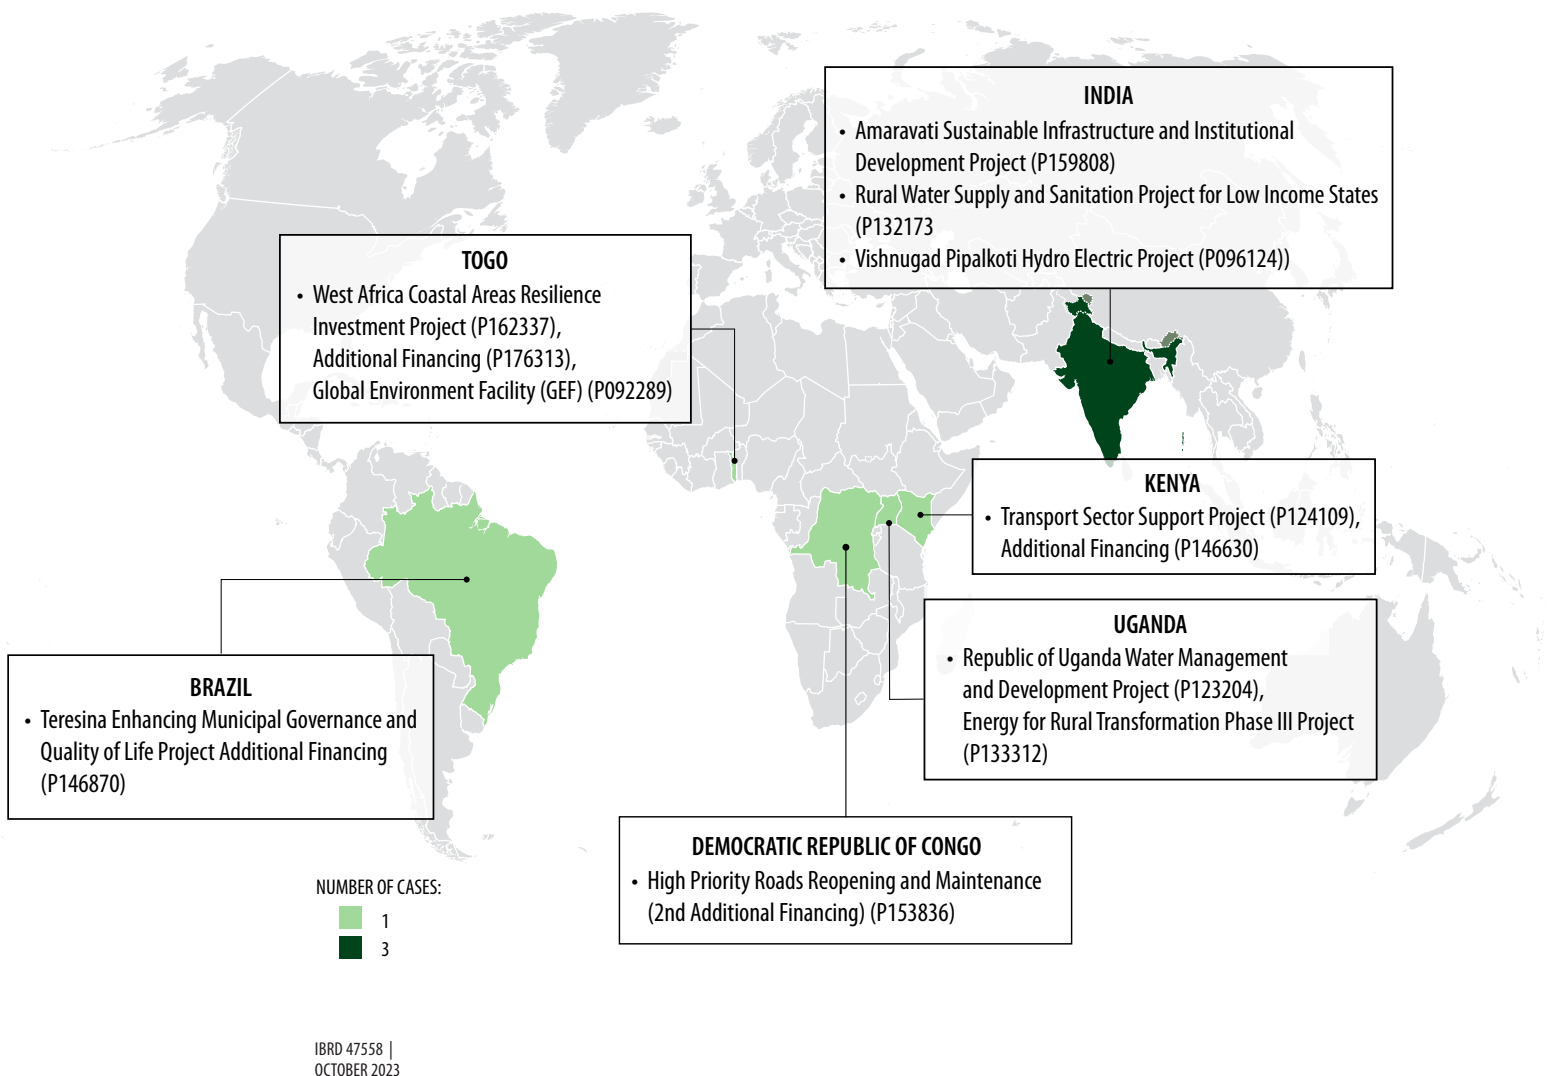 INDIA
• Amaravati Sustainable Infrastructure and Institutional
Development Project (P159808)
• Rural Water Supply and Sanitation Project for Low Income States
(P132173
• Vishnugad Pipalkoti Hydro Electric Project (P096124))
TOGO
• West Africa Coastal Areas Resilience
Investment Project (P162337),
Additional Financing (P176313),
Global Environment Facility (GEF) (P092289)
KENYA
• Transport Sector Support Project (P124109),
Additional Financing (P146630)
UGANDA
• Republic of Uganda Water Management
and Development Project (P123204),
Energy for Rural Transformation Phase III Project
(P133312)
BRAZIL
• Teresina Enhancing Municipal Governance and
Quality of Life Project Additional Financing
(P146870)
DEMOCRATIC REPUBLIC OF CONGO
• High Priority Roads Reopening and Maintenance
(2nd Additional Financing) (P153836)
NUMBER OF CASES:
1
3
IBRD 47558 |
OCTOBER 2023